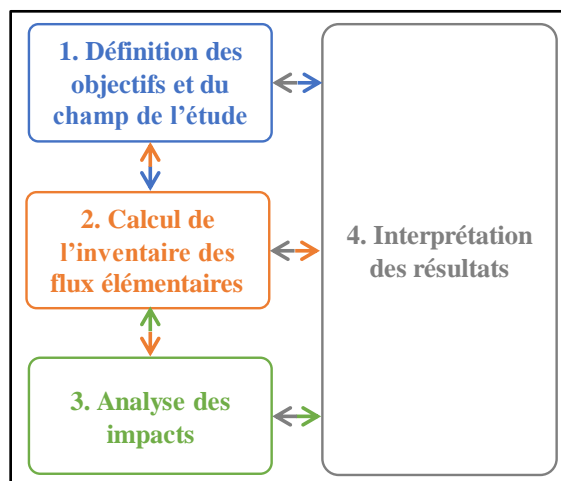 1. Définition des
objectifs et du
champ de l’étude
2. Calcul de
l’inventaire des
flux élémentaires
3. Analyse des
impacts
4. Interprétation
des résultats